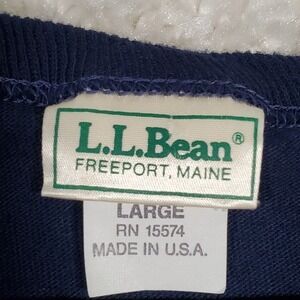 L.L.Bean®
FREEPORT, MAINE
LARGE
RN 15574
MADE IN U.S.A.